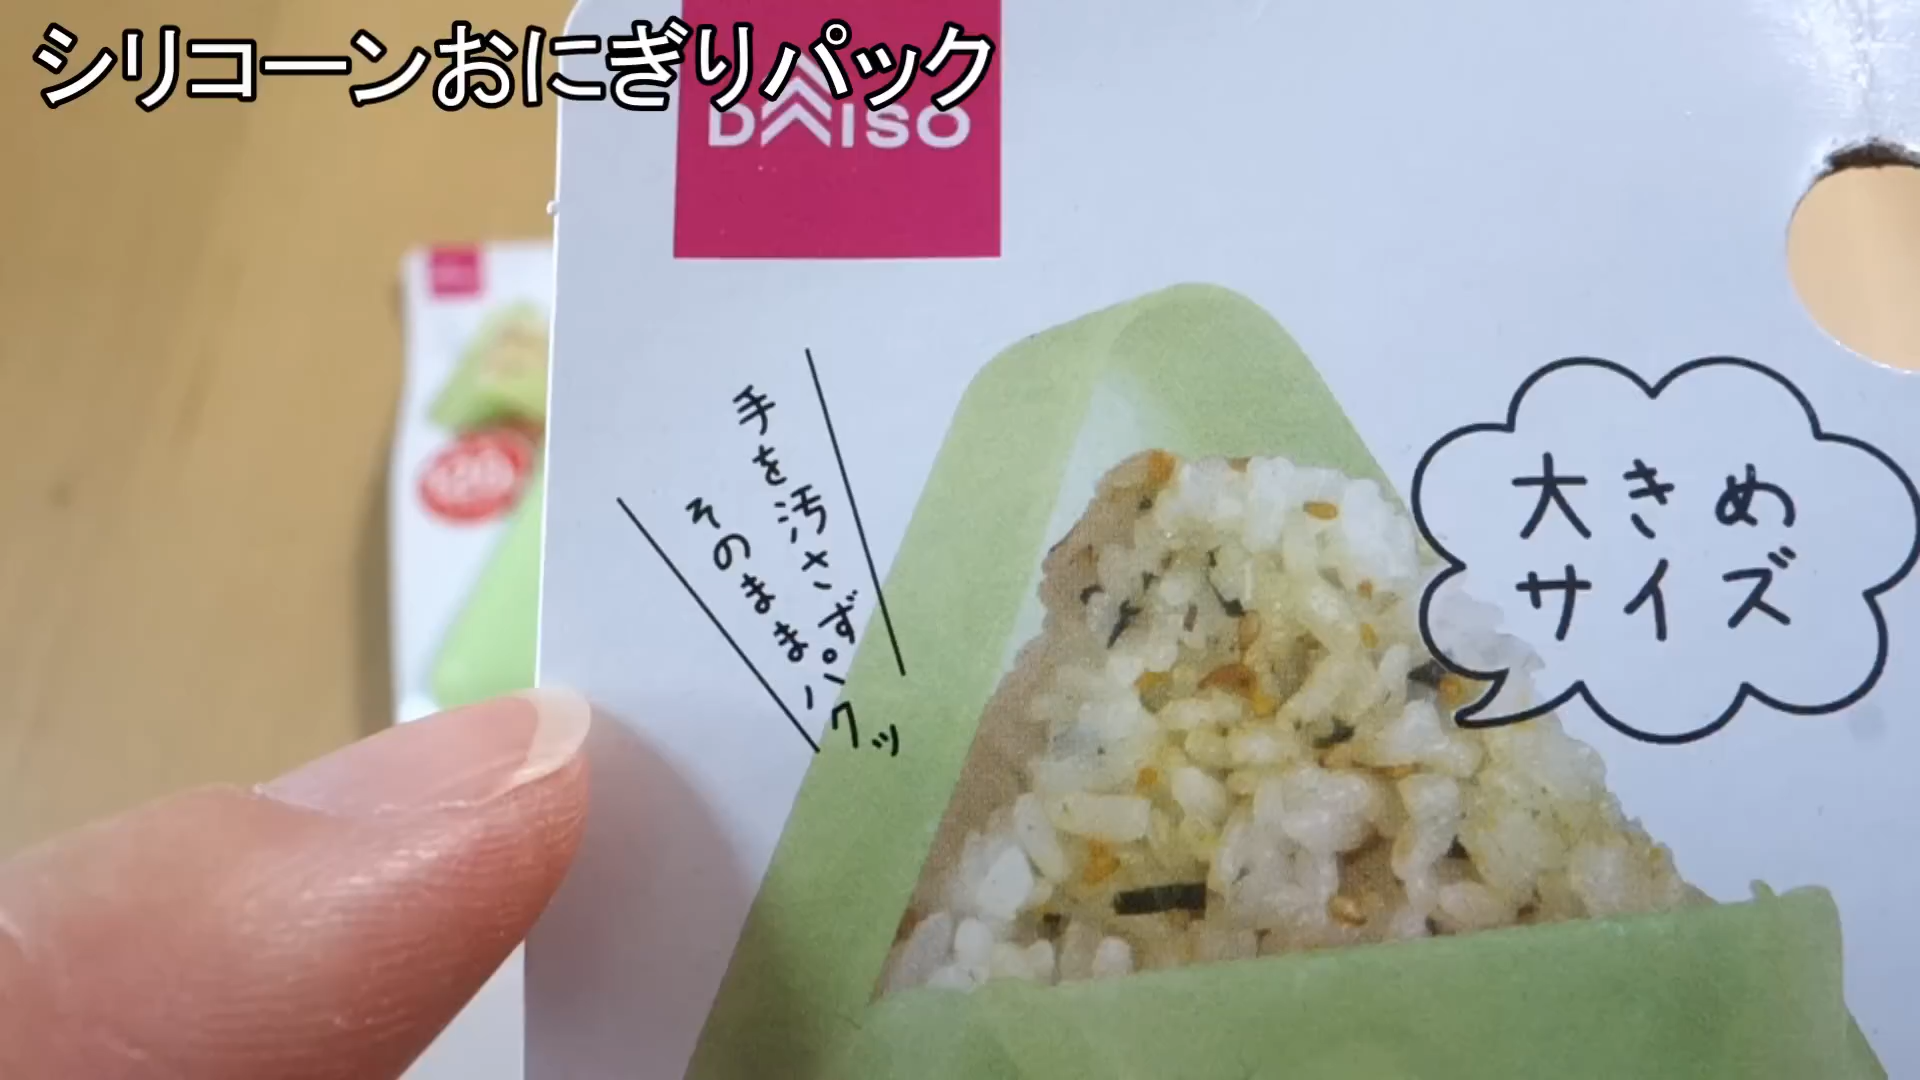 シリコーンおにぎりパック
DAISO
手を汚さず
そのままパクッ
大きめ
サイズ